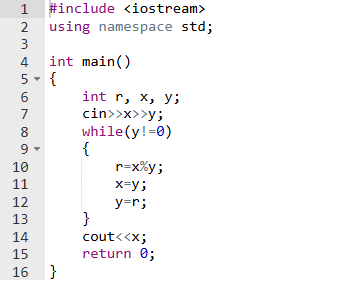 1 #include <iostream>
2 using namespace std;
3
4 int main()
5 {
6 int r, x, y;
7 cin>>x>>y;
8 while(y!=0)
9 {
10 r=x%y;
11 x=y;
12 y=r;
13 }
14 cout<<x;
15 return 0;
16 }